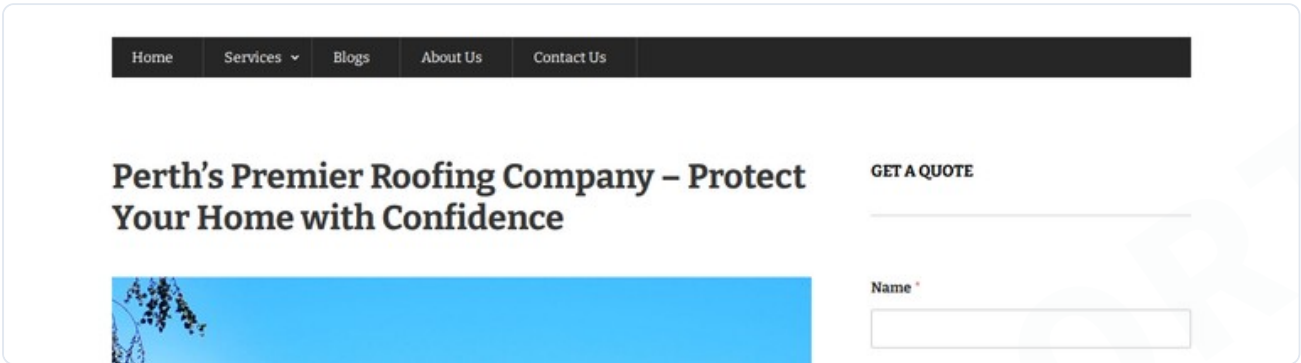 Home Services Blogs About Us Contact Us
Perth’s Premier Roofing Company – Protect
Your Home with Confidence
GET A QUOTE
Name *